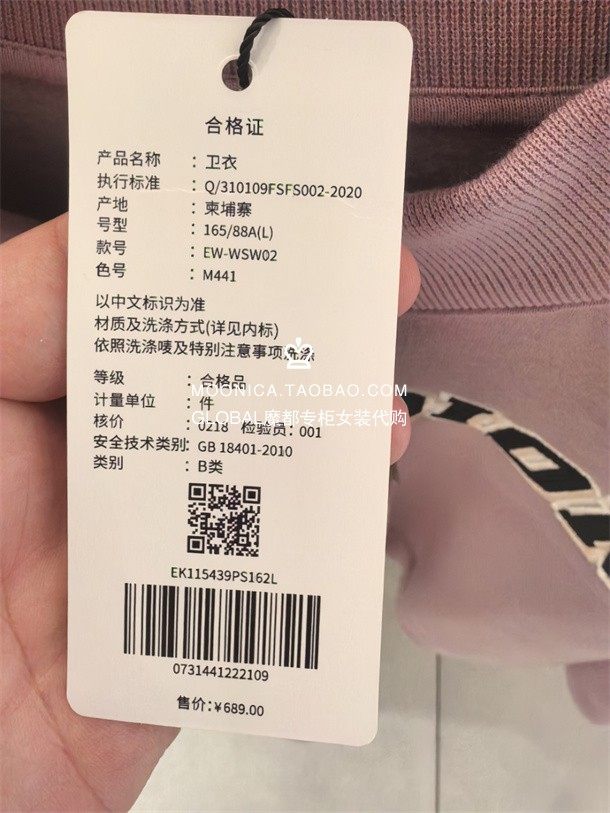 合格证
产品名称 : 卫衣
执行标准 : Q/310109FSFS002-2020
产地 : 柬埔寨
号型 : 165/88A(L)
款号 : EW-WSW02
色号 : M441
以中文标识为准
材质及洗涤方式(详见内标)
依照洗涤唛及特别注意事项洗涤
等级 : 合格品
MOONICA.TAOBAO.COM
计量单位 : 件
GLOBAL魔都专柜女装代购
核价 : 0218 检验员: 001
安全技术类别: GB 18401-2010
类别 : B类
EK115439PS162L
0731441222109
售价:¥689.00